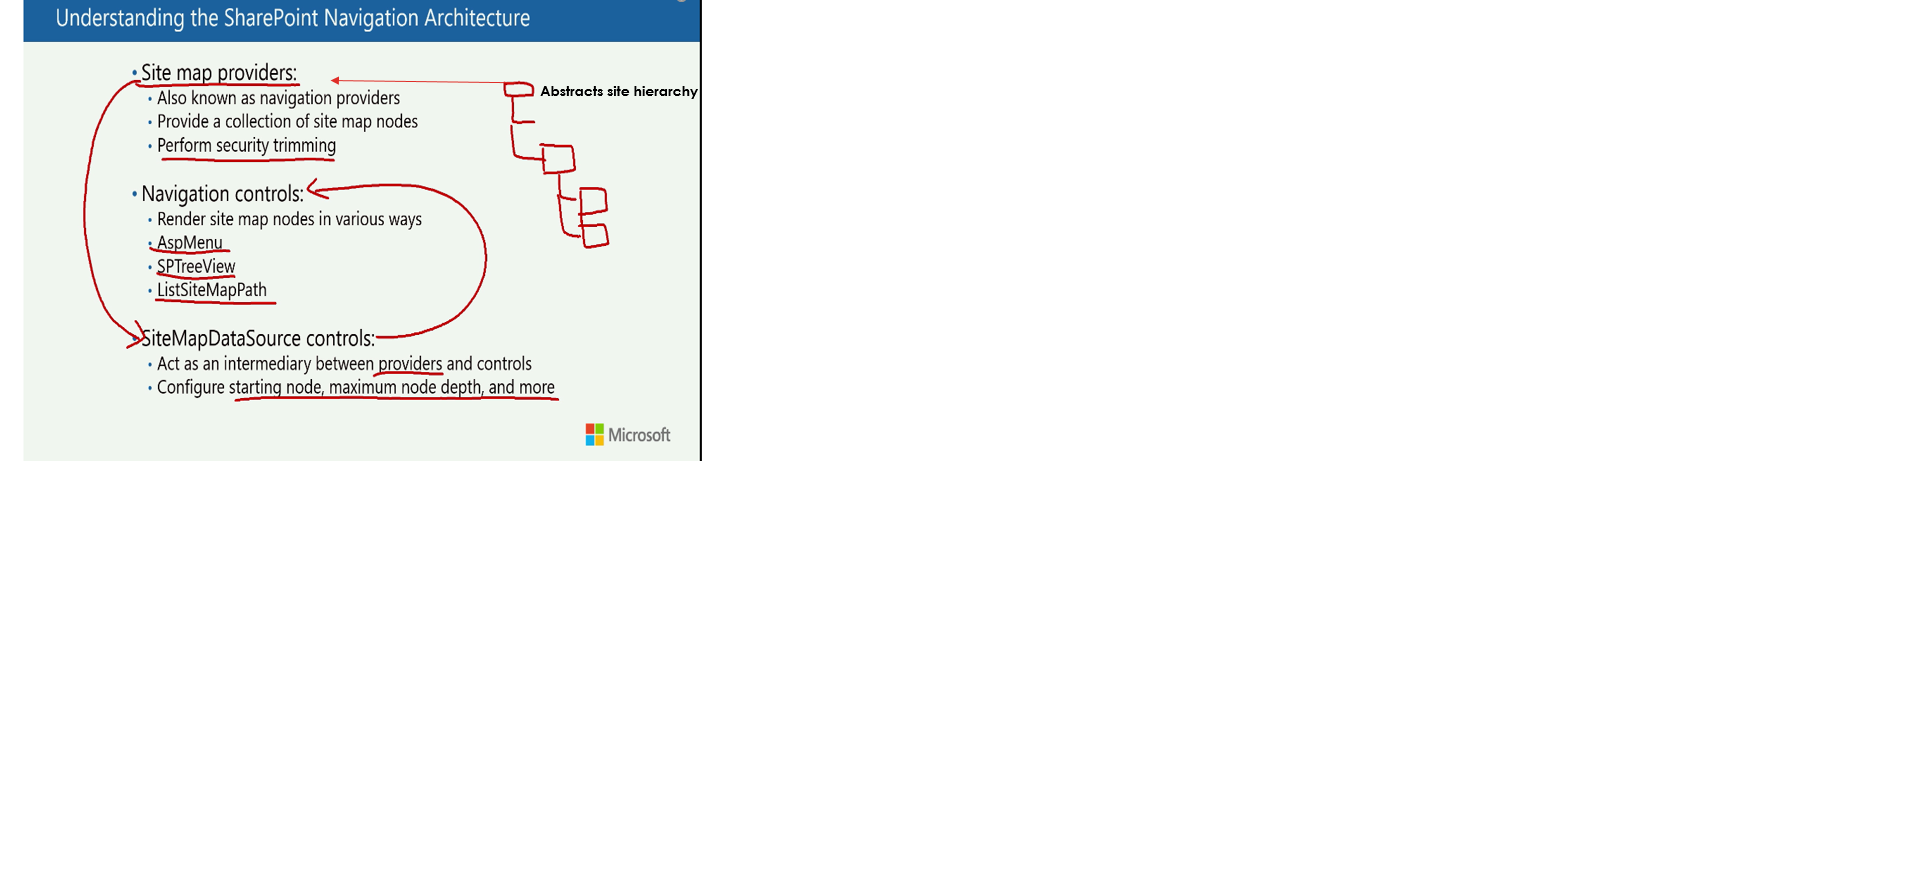 Understanding the SharePoint Navigation Architecture
• Site map providers:
Abstracts site hierarchy
• Also known as navigation providers
• Provide a collection of site map nodes
• Perform security trimming
• Navigation controls:
• Render site map nodes in various ways
• AspMenu
• SPTreeView
• ListSiteMapPath
• SiteMapDataSource controls:
• Act as an intermediary between providers and controls
• Configure starting node, maximum node depth, and more
Microsoft